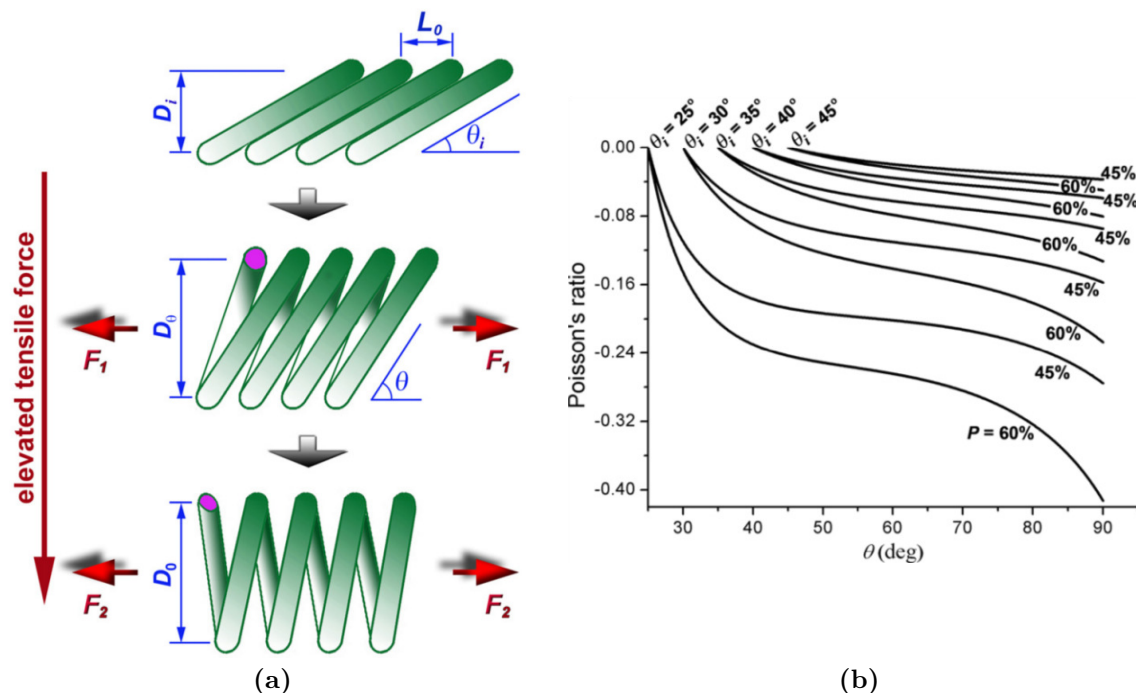 L₀
Dᵢ
θᵢ
elevated tensile force
F₁
D_θ
θ
F₁
F₂
D₀
F₂
(a)
θᵢ = 25°
θᵢ = 30°
θᵢ = 35°
θᵢ = 40°
θᵢ = 45°
Poisson's ratio
0.00
-0.08
-0.16
-0.24
-0.32
-0.40
45%
60%
45%
60%
45%
60%
45%
60%
45%
P = 60%
30 40 50 60 70 80 90
θ (deg)
(b)